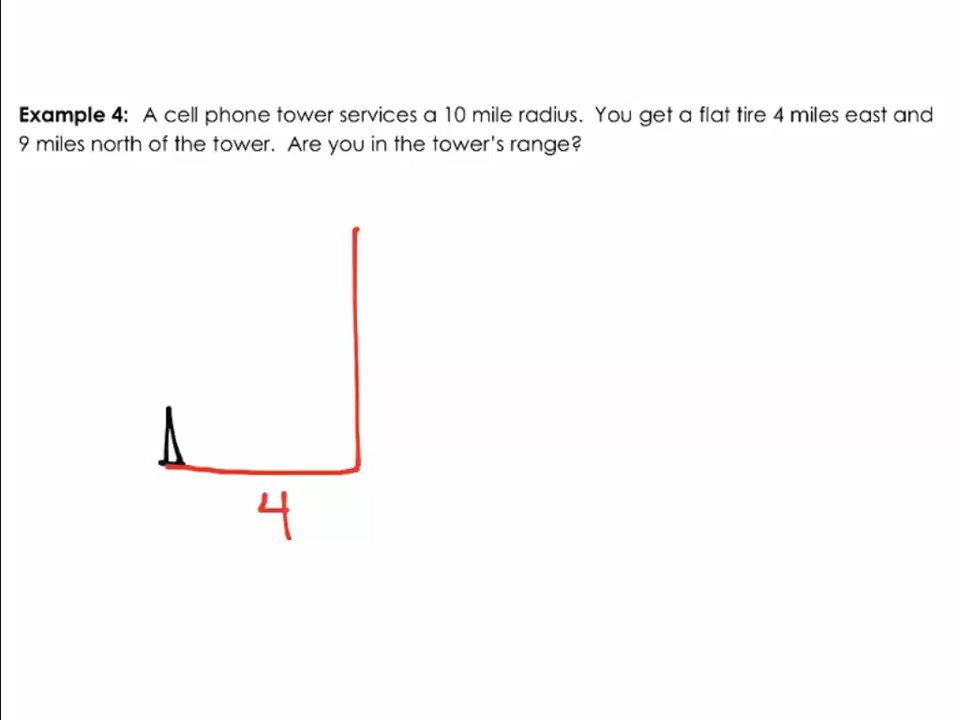 Example 4: A cell phone tower services a 10 mile radius. You get a flat tire 4 miles east and
9 miles north of the tower. Are you in the tower's range?
4